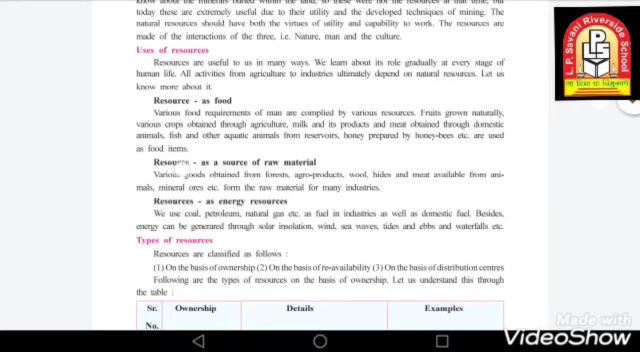 know about the minerals buried within the land, so these were not the resources at that time, but
today these are extremely useful due to their utility and the developed techniques of mining. The
natural resources should have both the virtues of utility and capability to work. The resources are
made of the interactions of the three, i.e. Nature, man and the culture.
Uses of resources
Resources are useful to us in many ways. We learn about its role gradually at every stage of
human life. All activities from agriculture to industries ultimately depend on natural resources. Let us
know more about it.
Resource - as food
Various food requirements of man are complied by various resources. Fruits grown naturally,
various crops obtained through agriculture, milk and its products and meat obtained through domestic
animals, fish and other aquatic animals from reservoirs, honey prepared by honey-bees etc. are used
as food items.
Resource - as a source of raw material
Various goods obtained from forests, agro-products, wool, hides and meat available from ani-
mals, mineral ores etc. form the raw material for many industries.
Resources - as energy resources
We use coal, petroleum, natural gas etc. as fuel in industries as well as domestic fuel. Besides,
energy can be generared through solar insolation, wind, sea waves, tides and ebbs and waterfalls etc.
Types of resources
Resources are classified as follows :
(1) On the basis of ownership (2) On the basis of re-availability (3) On the basis of distribution centres
Following are the types of resources on the basis of ownership. Let us understand this through
the table :
Sr. No. Ownership Details Examples
L. P. Savani Riverside School
LPS
Made with
VideoShow